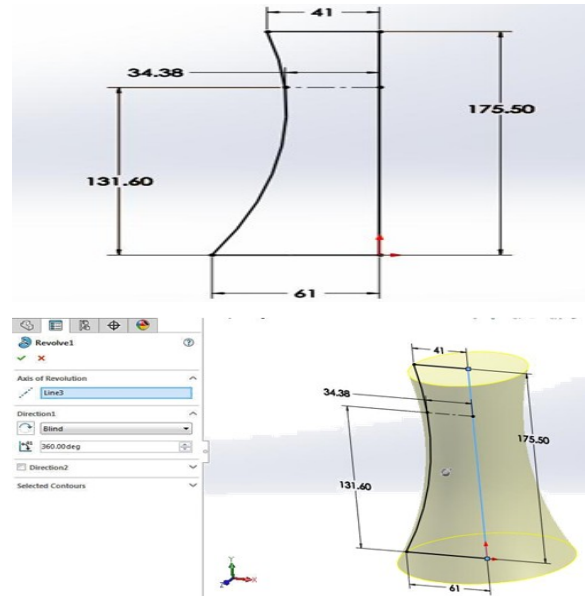 41
34.38
175.50
131.60
61
Revolve1
Axis of Revolution
Line3
Direction1
Blind
360.00deg
Direction2
Selected Contours
41
34.38
175.50
131.60
61
Y
X
Z